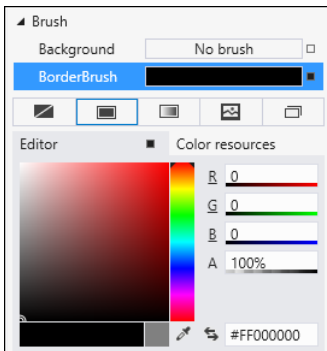 Brush
Background No brush
BorderBrush
Editor Color resources
R 0
G 0
B 0
A 100%
#FF000000